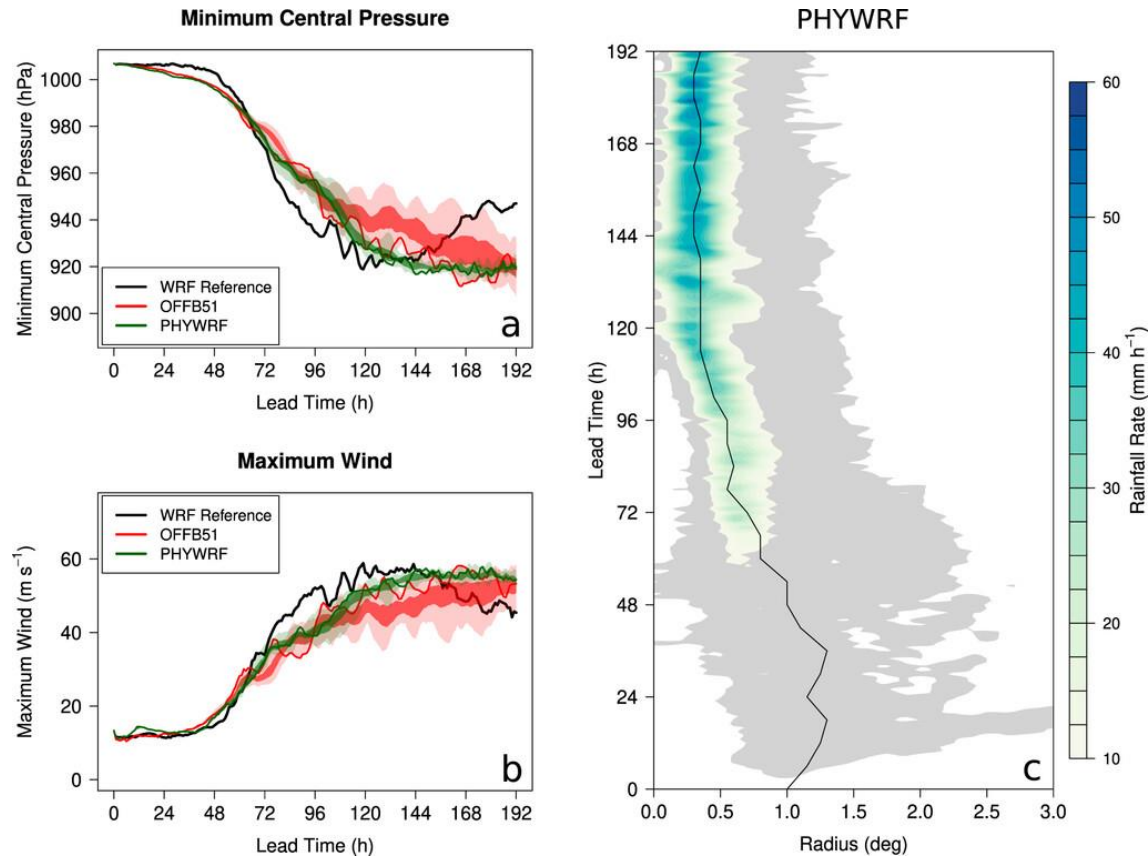 Minimum Central Pressure
Minimum Central Pressure (hPa)
1000
980
960
940
920
900
WRF Reference
OFFB51
PHYWRF
a
0 24 48 72 96 120 144 168 192
Lead Time (h)
Maximum Wind
Maximum Wind (m s⁻¹)
60
40
20
0
WRF Reference
OFFB51
PHYWRF
b
0 24 48 72 96 120 144 168 192
Lead Time (h)
PHYWRF
Lead Time (h)
192
168
144
120
96
72
48
24
0
c
0.0 0.5 1.0 1.5 2.0 2.5 3.0
Radius (deg)
60
50
40
30
20
10
Rainfall Rate (mm h⁻¹)